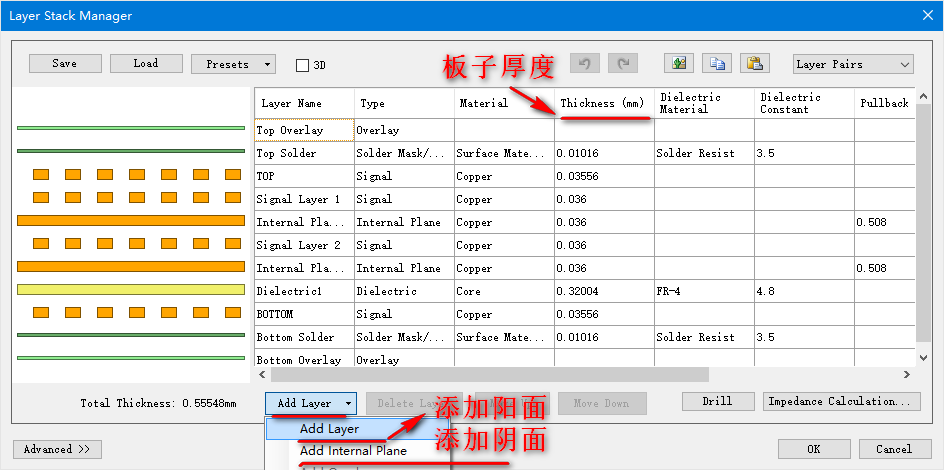 Layer Stack Manager
Save Load Presets 3D 板子厚度 Layer Pairs
Layer Name Type Material Thickness (mm) Dielectric Material Dielectric Constant Pullback
Top Overlay Overlay
Top Solder Solder Mask/... Surface Mate... 0.01016 Solder Resist 3.5
TOP Signal Copper 0.03556
Signal Layer 1 Signal Copper 0.036
Internal Pla... Internal Plane Copper 0.036 0.508
Signal Layer 2 Signal Copper 0.036
Internal Pla... Internal Plane Copper 0.036 0.508
Dielectric1 Dielectric Core 0.32004 FR-4 4.8
BOTTOM Signal Copper 0.03556
Bottom Solder Solder Mask/... Surface Mate... 0.01016 Solder Resist 3.5
Bottom Overlay Overlay
Total Thickness: 0.55548mm Add Layer Delete 添加阳面 Move Down Drill Impedance Calculation...
Add Layer
添加阴面
Add Internal Plane
Advanced >> OK Cancel